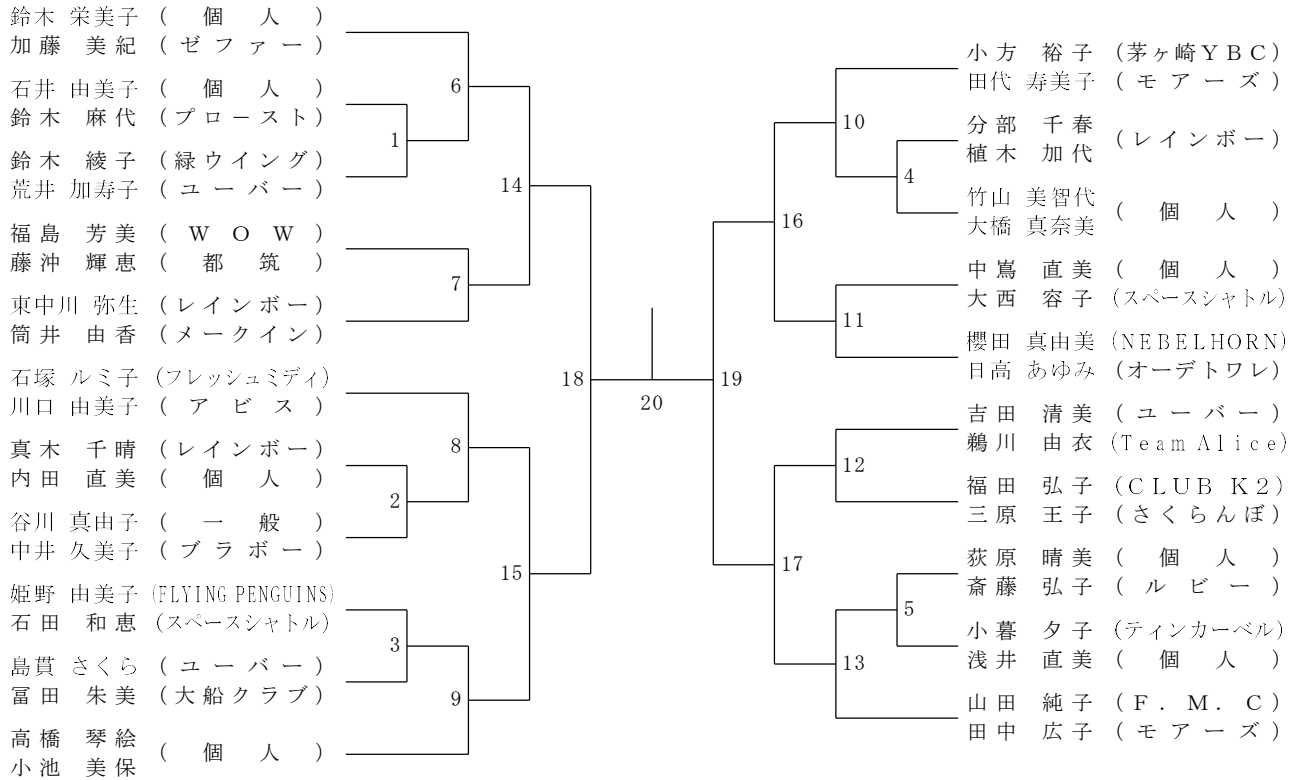 鈴木 栄美子 (個人)
加藤 美紀 (ゼファー)
石井 由美子 (個人)
鈴木 麻代 (プロースト)
鈴木 綾子 (緑ウイング)
荒井 加寿子 (ユーバー)
福島 芳美 (WOW)
藤沖 輝恵 (都筑)
東中川 弥生 (レインボー)
筒井 由香 (メークイン)
石塚 ルミ子 (フレッシュミディ)
川口 由美子 (アビス)
真木 千晴 (レインボー)
内田 直美 (個人)
谷川 真由子 (一般)
中井 久美子 (ブラボー)
姫野 由美子 (FLYING PENGUINS)
石田 和恵 (スペースシャトル)
島貫 さくら (ユーバー)
冨田 朱美 (大船クラブ)
高橋 琴絵
小池 美保
(個人)
6
1
14
7
18
8
2
15
3
9
20
19
10
4
16
11
12
17
5
13
小方 裕子 (茅ヶ崎YBC)
田代 寿美子 (モアーズ)
分部 千春
植木 加代
(レインボー)
竹山 美智代
大橋 真奈美
(個人)
中嶌 直美 (個人)
大西 容子 (スペースシャトル)
櫻田 真由美 (NEBELHORN)
日高 あゆみ (オーデトワレ)
吉田 清美 (ユーバー)
鵜川 由衣 (Team Alice)
福田 弘子 (CLUB K2)
三原 王子 (さくらんぼ)
荻原 晴美 (個人)
斎藤 弘子 (ルビー)
小暮 夕子 (ティンカーベル)
浅井 直美 (個人)
山田 純子 (F.M.C)
田中 広子 (モアーズ)